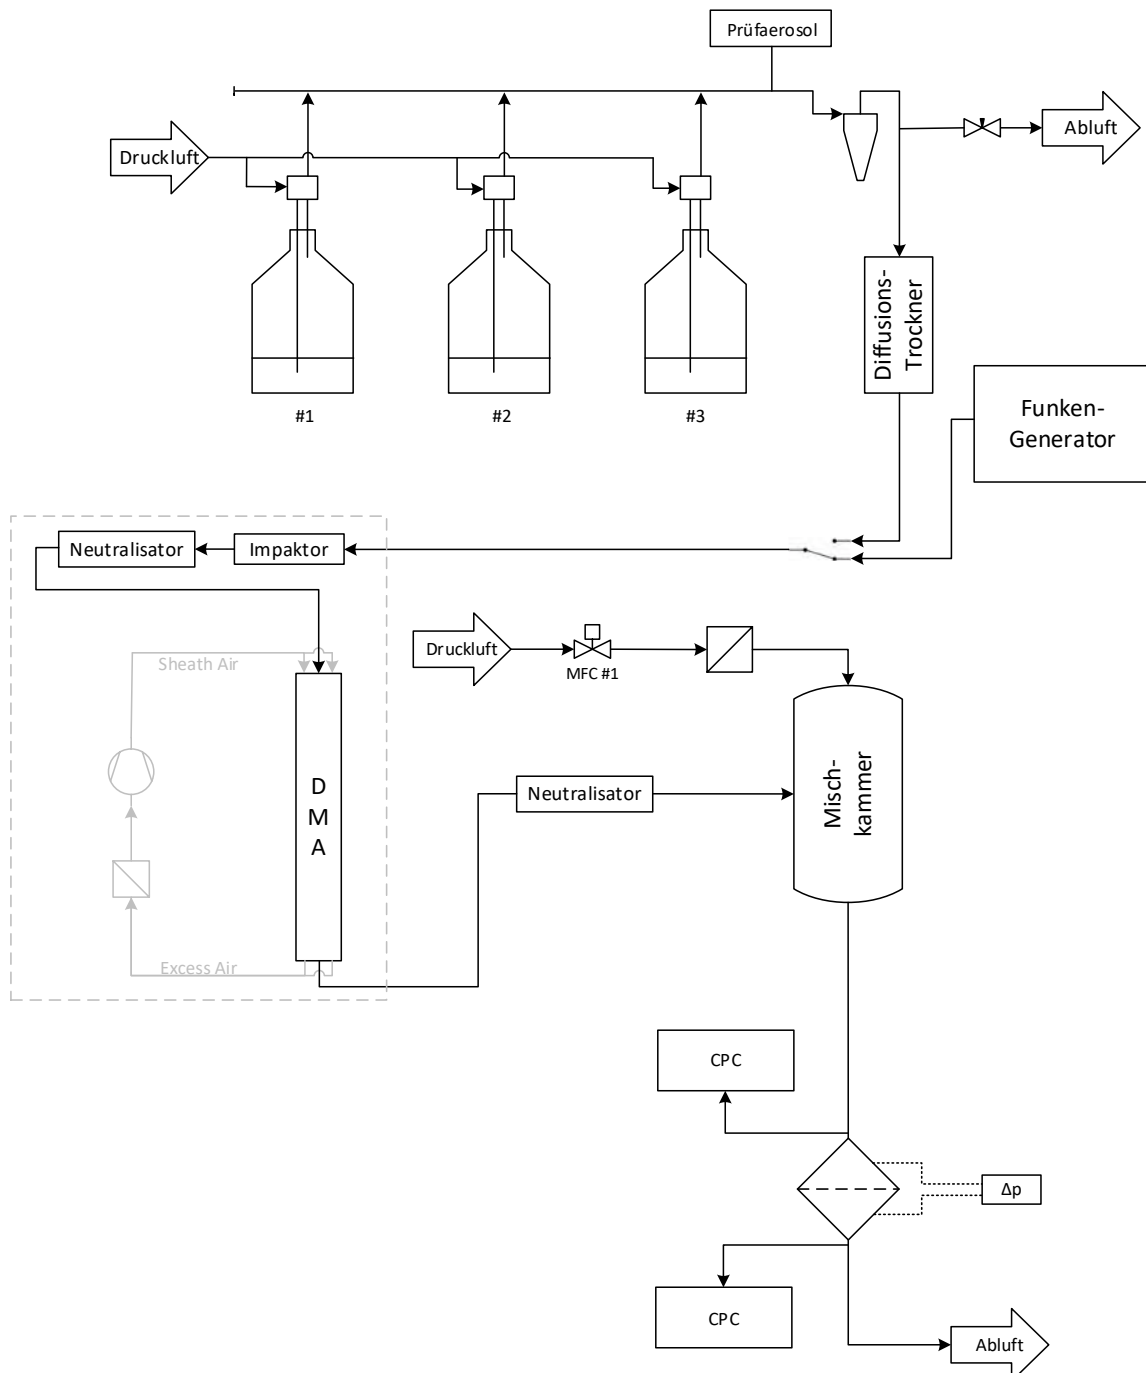 Prüfaerosol
Druckluft
Abluft
Diffusions-
Trockner
#1
#2
#3
Funken-
Generator
Neutralisator
Impaktor
Druckluft
MFC #1
Sheath Air
D
M
A
Neutralisator
Misch-
kammer
Excess Air
CPC
Δp
CPC
Abluft